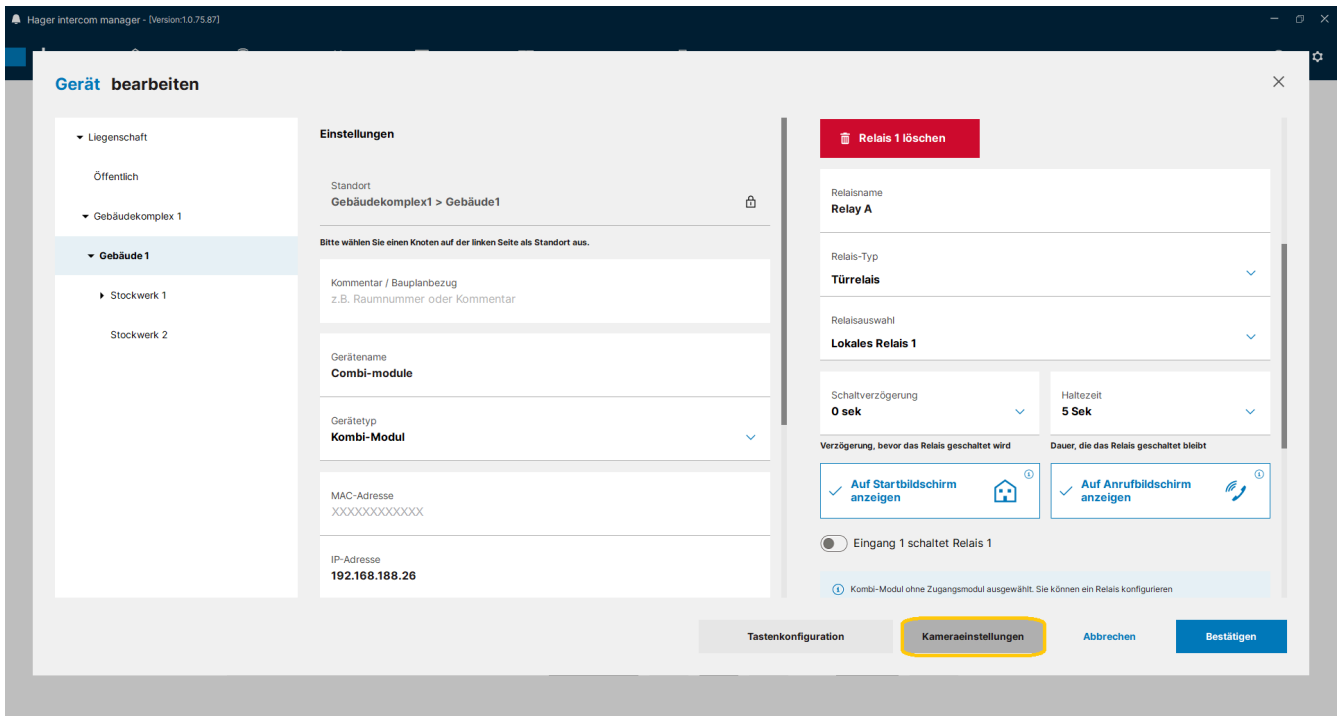 Hager intercom manager - [Version:1.0.75.87]
Gerät bearbeiten
Liegenschaft
Öffentlich
Gebäudekomplex 1
Gebäude 1
Stockwerk 1
Stockwerk 2
Einstellungen
Standort
Gebäudekomplex1 > Gebäude1
Bitte wählen Sie einen Knoten auf der linken Seite als Standort aus.
Kommentar / Bauplanbezug
z.B. Raumnummer oder Kommentar
Gerätename
Combi-module
Gerätetyp
Kombi-Modul
MAC-Adresse
XXXXXXXXXXXX
IP-Adresse
192.168.188.26
Relais 1 löschen
Relaisname
Relay A
Relais-Typ
Türrelais
Relaisauswahl
Lokales Relais 1
Schaltverzögerung
0 sek
Haltezeit
5 Sek
Verzögerung, bevor das Relais geschaltet wird
Dauer, die das Relais geschaltet bleibt
Auf Startbildschirm
anzeigen
Auf Anrufbildschirm
anzeigen
Eingang 1 schaltet Relais 1
Kombi-Modul ohne Zugangsmodul ausgewählt. Sie können ein Relais konfigurieren
Tastenkonfiguration
Kameraeinstellungen
Abbrechen
Bestätigen